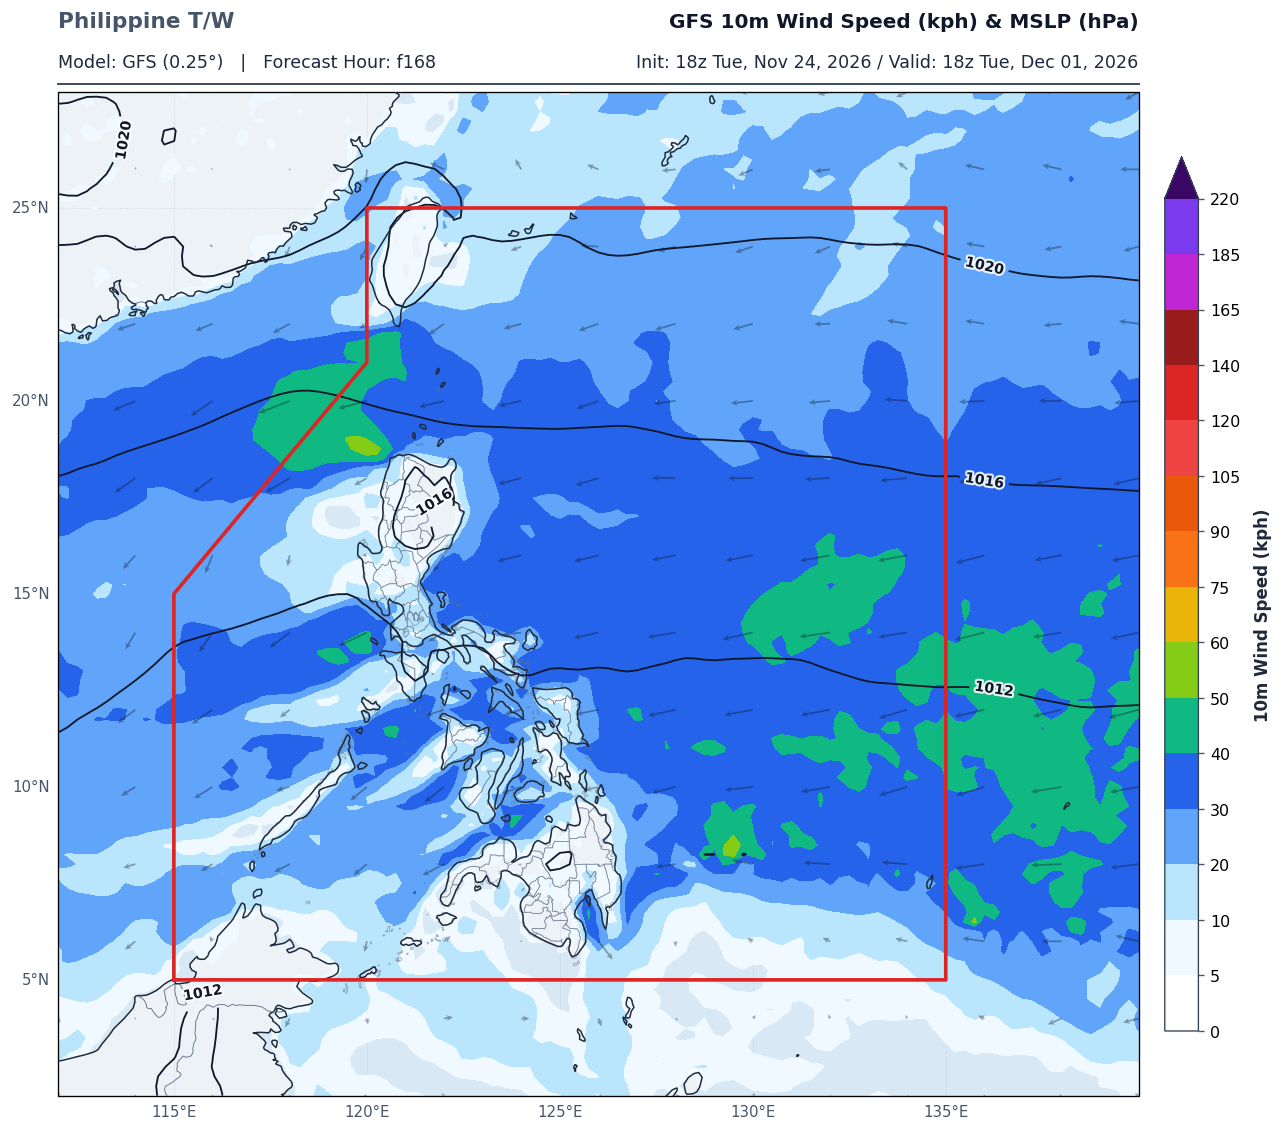 Philippine T/W
GFS 10m Wind Speed (kph) & MSLP (hPa)
Model: GFS (0.25°)   |   Forecast Hour: f168
Init: 18z Tue, Nov 24, 2026 / Valid: 18z Tue, Dec 01, 2026
1020
1020
1016
1016
1012
1012
25°N
20°N
15°N
10°N
5°N
115°E
120°E
125°E
130°E
135°E
220
185
165
140
120
105
90
75
60
50
40
30
20
10
5
0
10m Wind Speed (kph)